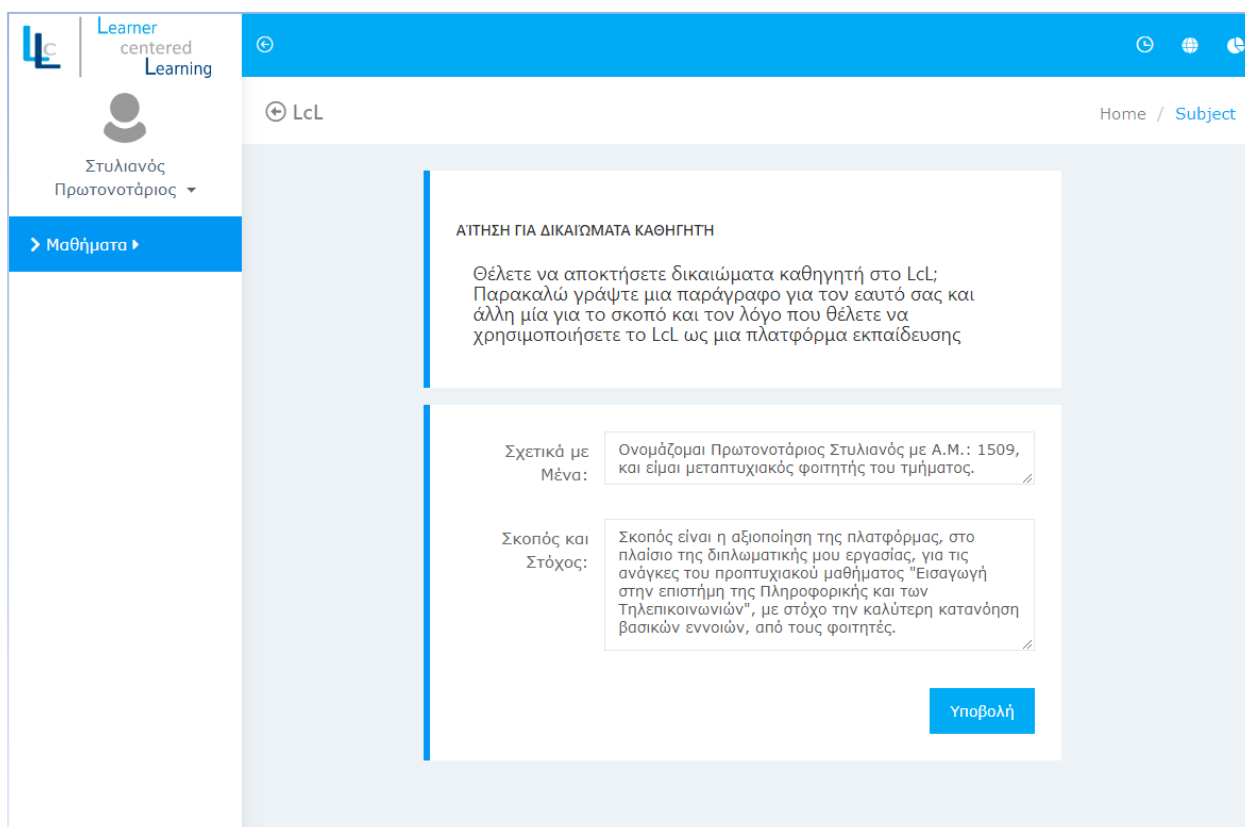 LLC
Learner
centered
Learning
Στυλιανός
Πρωτονοτάριος
Μαθήματα
LcL
Home / Subject
ΑΊΤΗΣΗ ΓΙΑ ΔΙΚΑΙΏΜΑΤΑ ΚΑΘΗΓΗΤΉ
Θέλετε να αποκτήσετε δικαιώματα καθηγητή στο LcL;
Παρακαλώ γράψτε μια παράγραφο για τον εαυτό σας και
άλλη μία για το σκοπό και τον λόγο που θέλετε να
χρησιμοποιήσετε το LcL ως μια πλατφόρμα εκπαίδευσης
Σχετικά με
Μένα:
Ονομάζομαι Πρωτονοτάριος Στυλιανός με Α.Μ.: 1509,
και είμαι μεταπτυχιακός φοιτητής του τμήματος.
Σκοπός και
Στόχος:
Σκοπός είναι η αξιοποίηση της πλατφόρμας, στο
πλαίσιο της διπλωματικής μου εργασίας, για τις
ανάγκες του προπτυχιακού μαθήματος "Εισαγωγή
στην επιστήμη της Πληροφορικής και των
Τηλεπικοινωνιών", με στόχο την καλύτερη κατανόηση
βασικών εννοιών, από τους φοιτητές.
Υποβολή